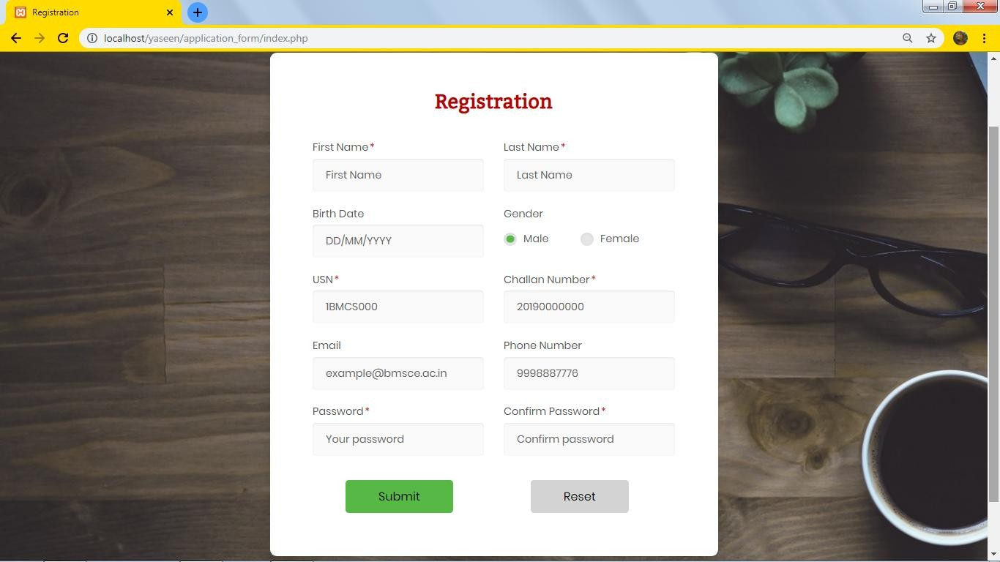 Registration
localhost/yaseen/application_form/index.php
Registration
First Name * Last Name *
First Name Last Name
Birth Date Gender
DD/MM/YYYY Male Female
USN * Challan Number *
1BMCS000 20190000000
Email Phone Number
example@bmsce.ac.in 9998887776
Password * Confirm Password *
Your password Confirm password
Submit Reset